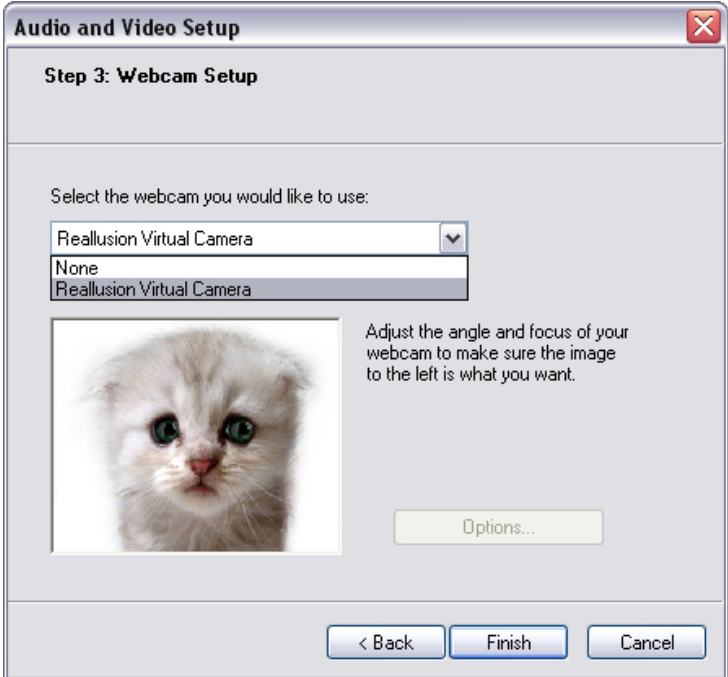 Audio and Video Setup
Step 3: Webcam Setup
Select the webcam you would like to use:
Reallusion Virtual Camera
None
Reallusion Virtual Camera
Adjust the angle and focus of your
webcam to make sure the image
to the left is what you want.
Options...
< Back
Finish
Cancel